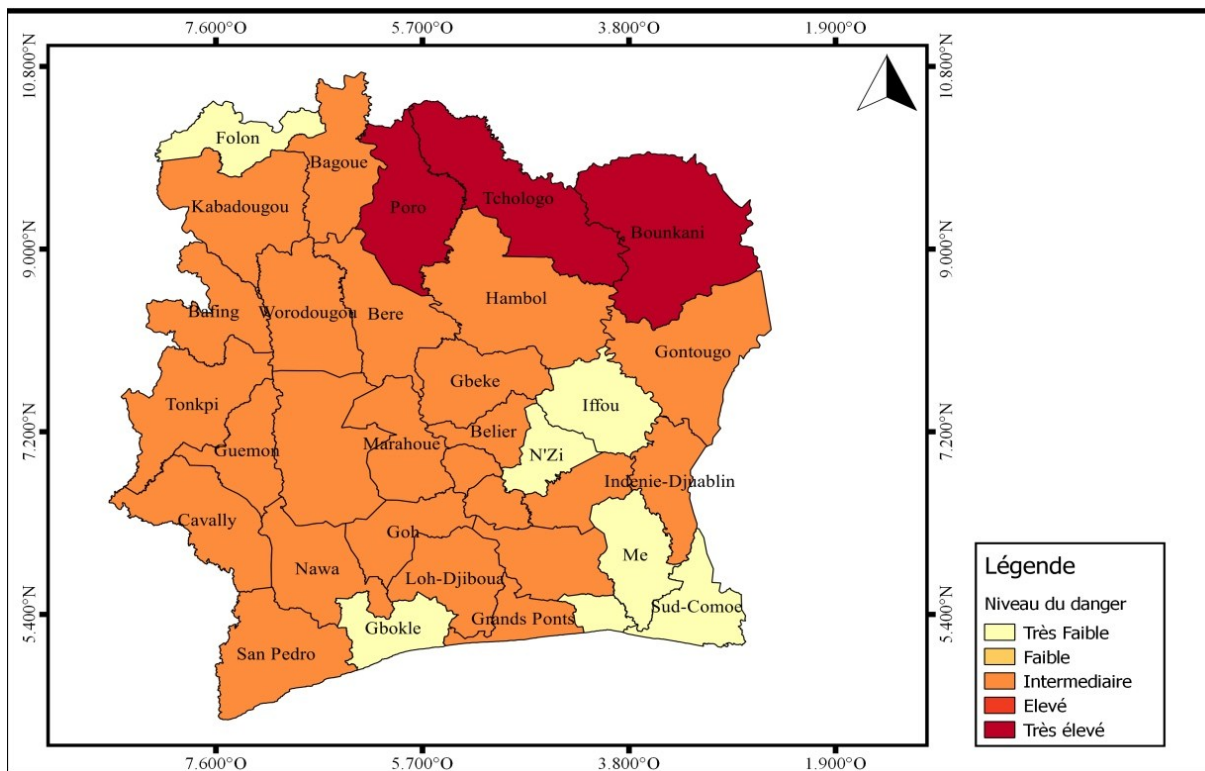 7.600°O 5.700°O 3.800°O 1.900°O
10.800°N 10.800°N
Folon
Bagoue
Kabadougou
Poro
Tchologo
Bounkani
9.000°N 9.000°N
Hambol
Bafing Worodougou Bere
Gontougo
Gbeke
Iffou
Tonkpi
Belier
Marahoue
7.200°N 7.200°N
Guemon
N'Zi
Indenie-Djuablin
Cavally
Goh
Me
Nawa
Loh-Djiboua
Sud-Comoe
Grands Ponts
Gbokle
5.400°N 5.400°N
San Pedro
7.600°O 5.700°O 3.800°O 1.900°O
Légende
Niveau du danger
Très Faible
Faible
Intermediaire
Elevé
Très élevé